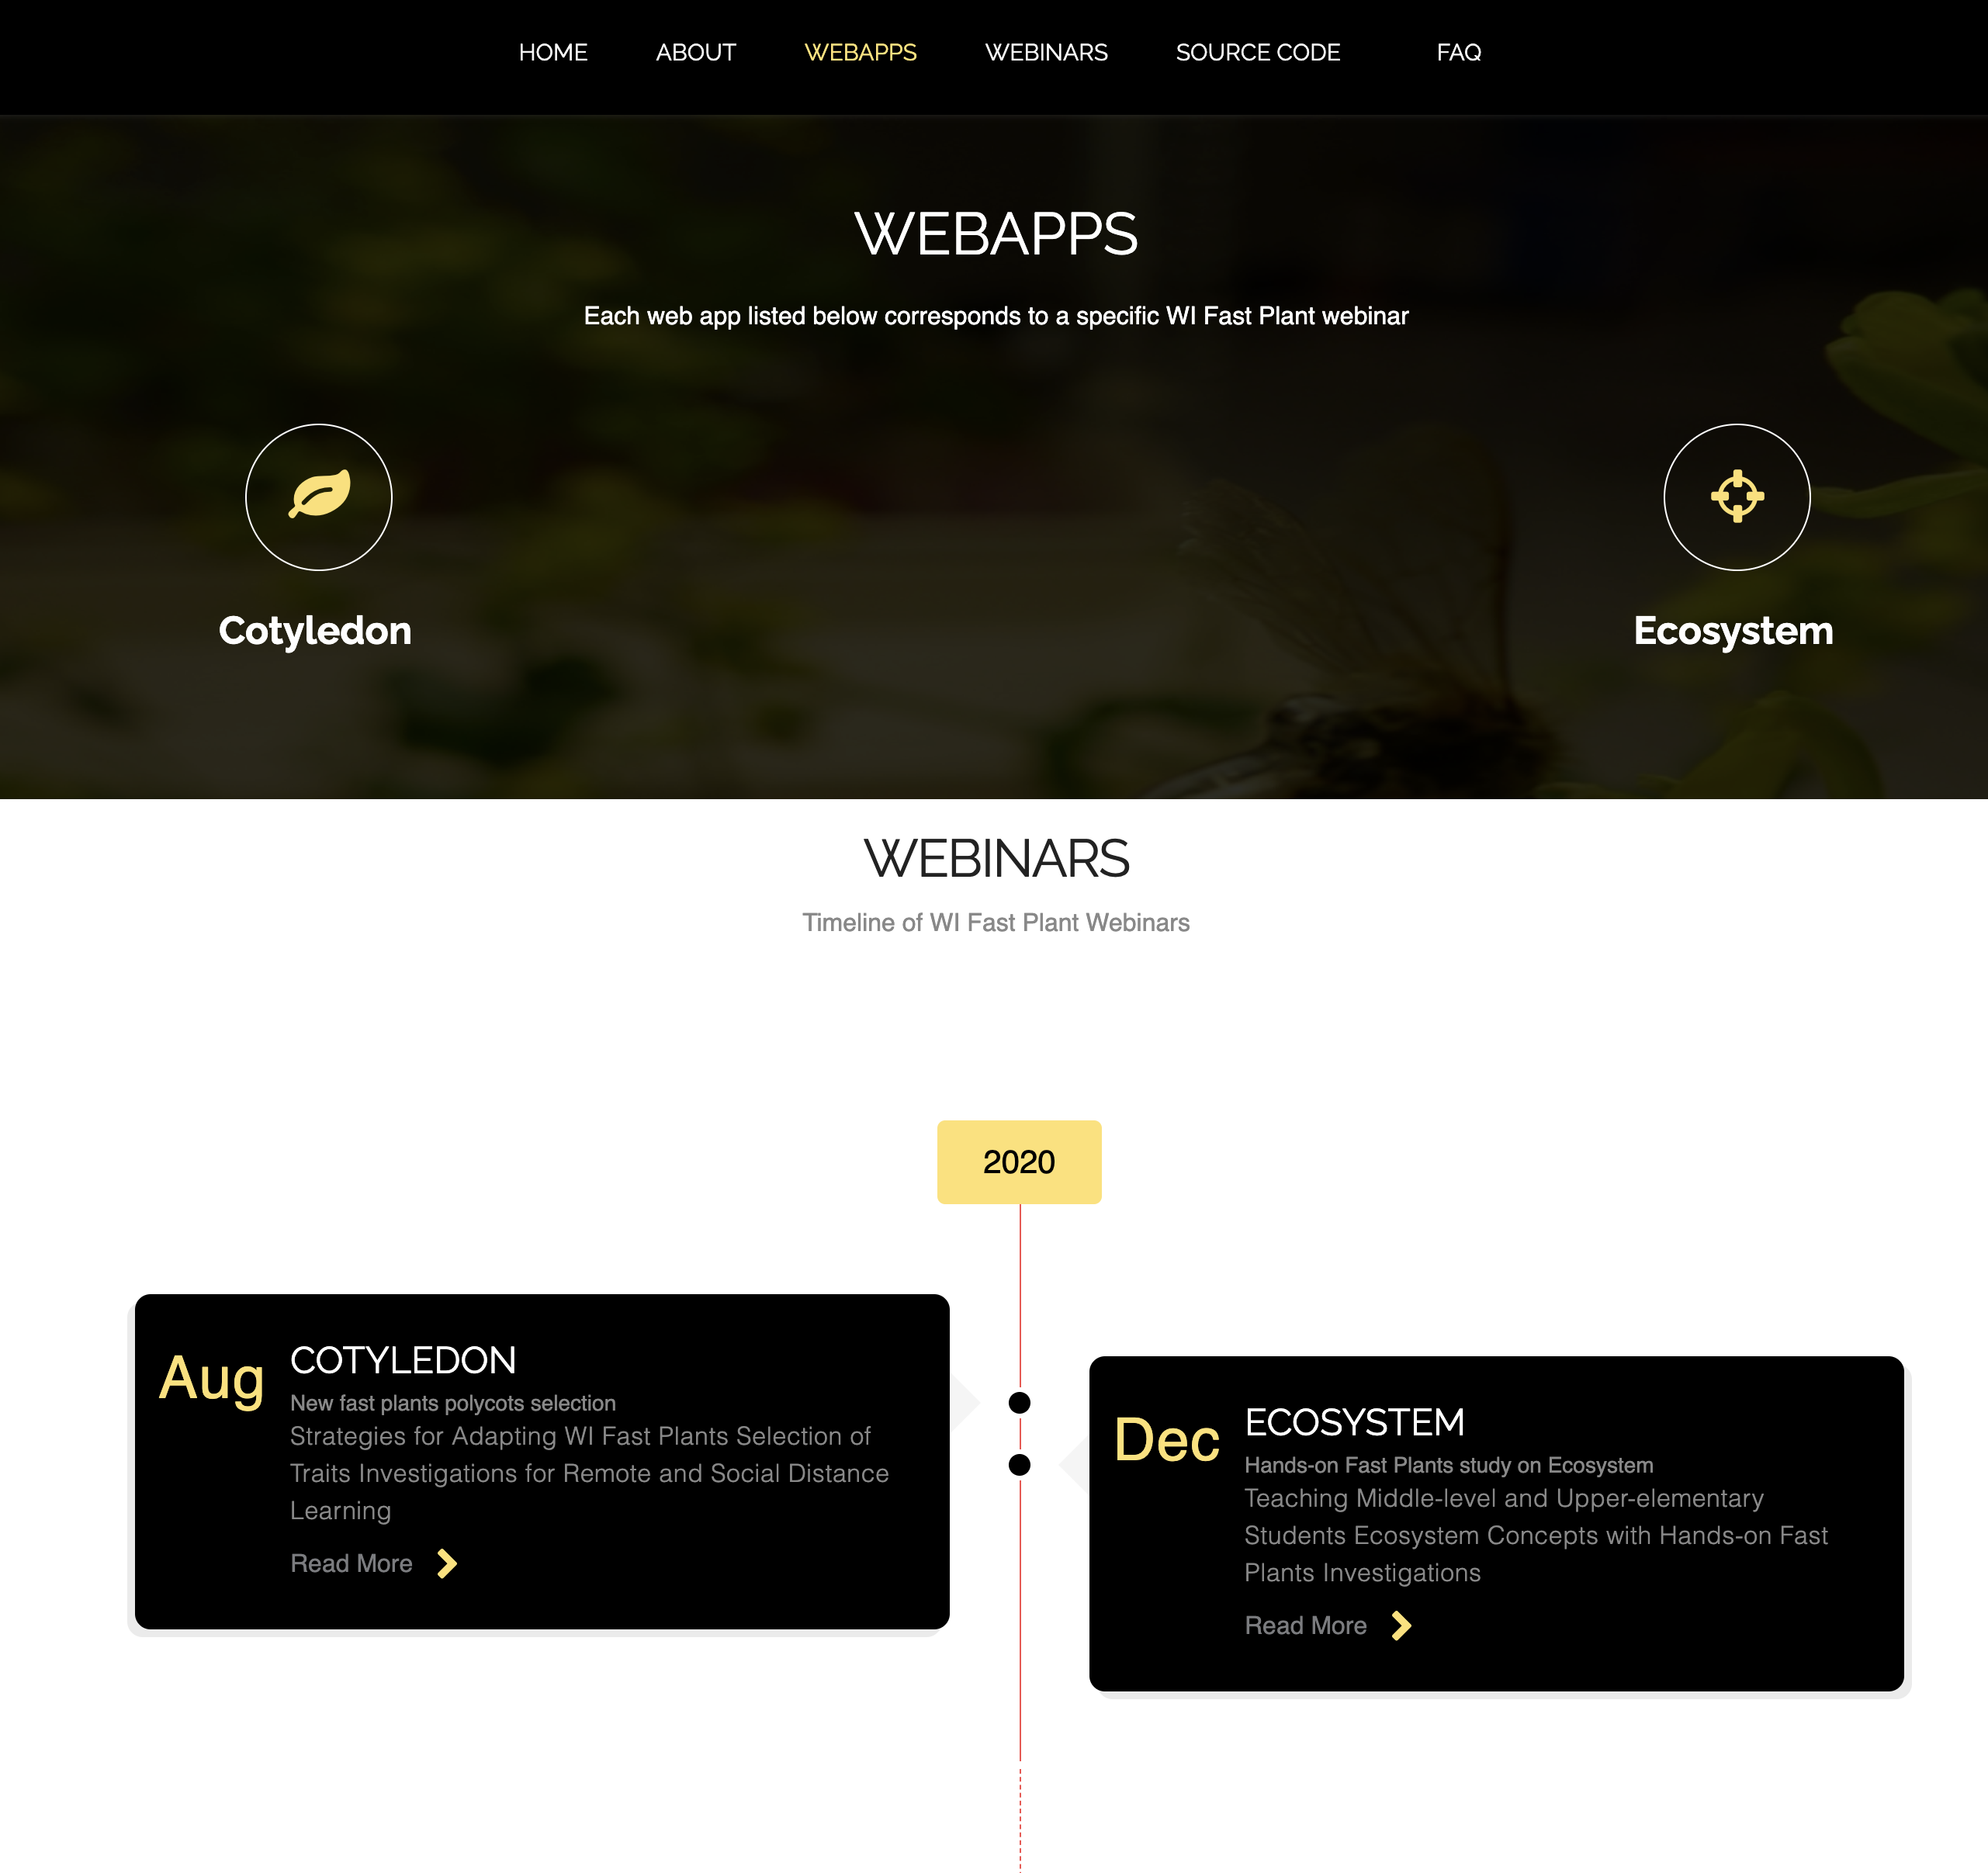 HOME ABOUT WEBAPPS WEBINARS SOURCE CODE FAQ
WEBAPPS
Each web app listed below corresponds to a specific WI Fast Plant webinar
Cotyledon
Ecosystem
WEBINARS
Timeline of WI Fast Plant Webinars
2020
Aug
COTYLEDON
New fast plants polycots selection
Strategies for Adapting WI Fast Plants Selection of
Traits Investigations for Remote and Social Distance
Learning
Read More
Dec
ECOSYSTEM
Hands-on Fast Plants study on Ecosystem
Teaching Middle-level and Upper-elementary
Students Ecosystem Concepts with Hands-on Fast
Plants Investigations
Read More